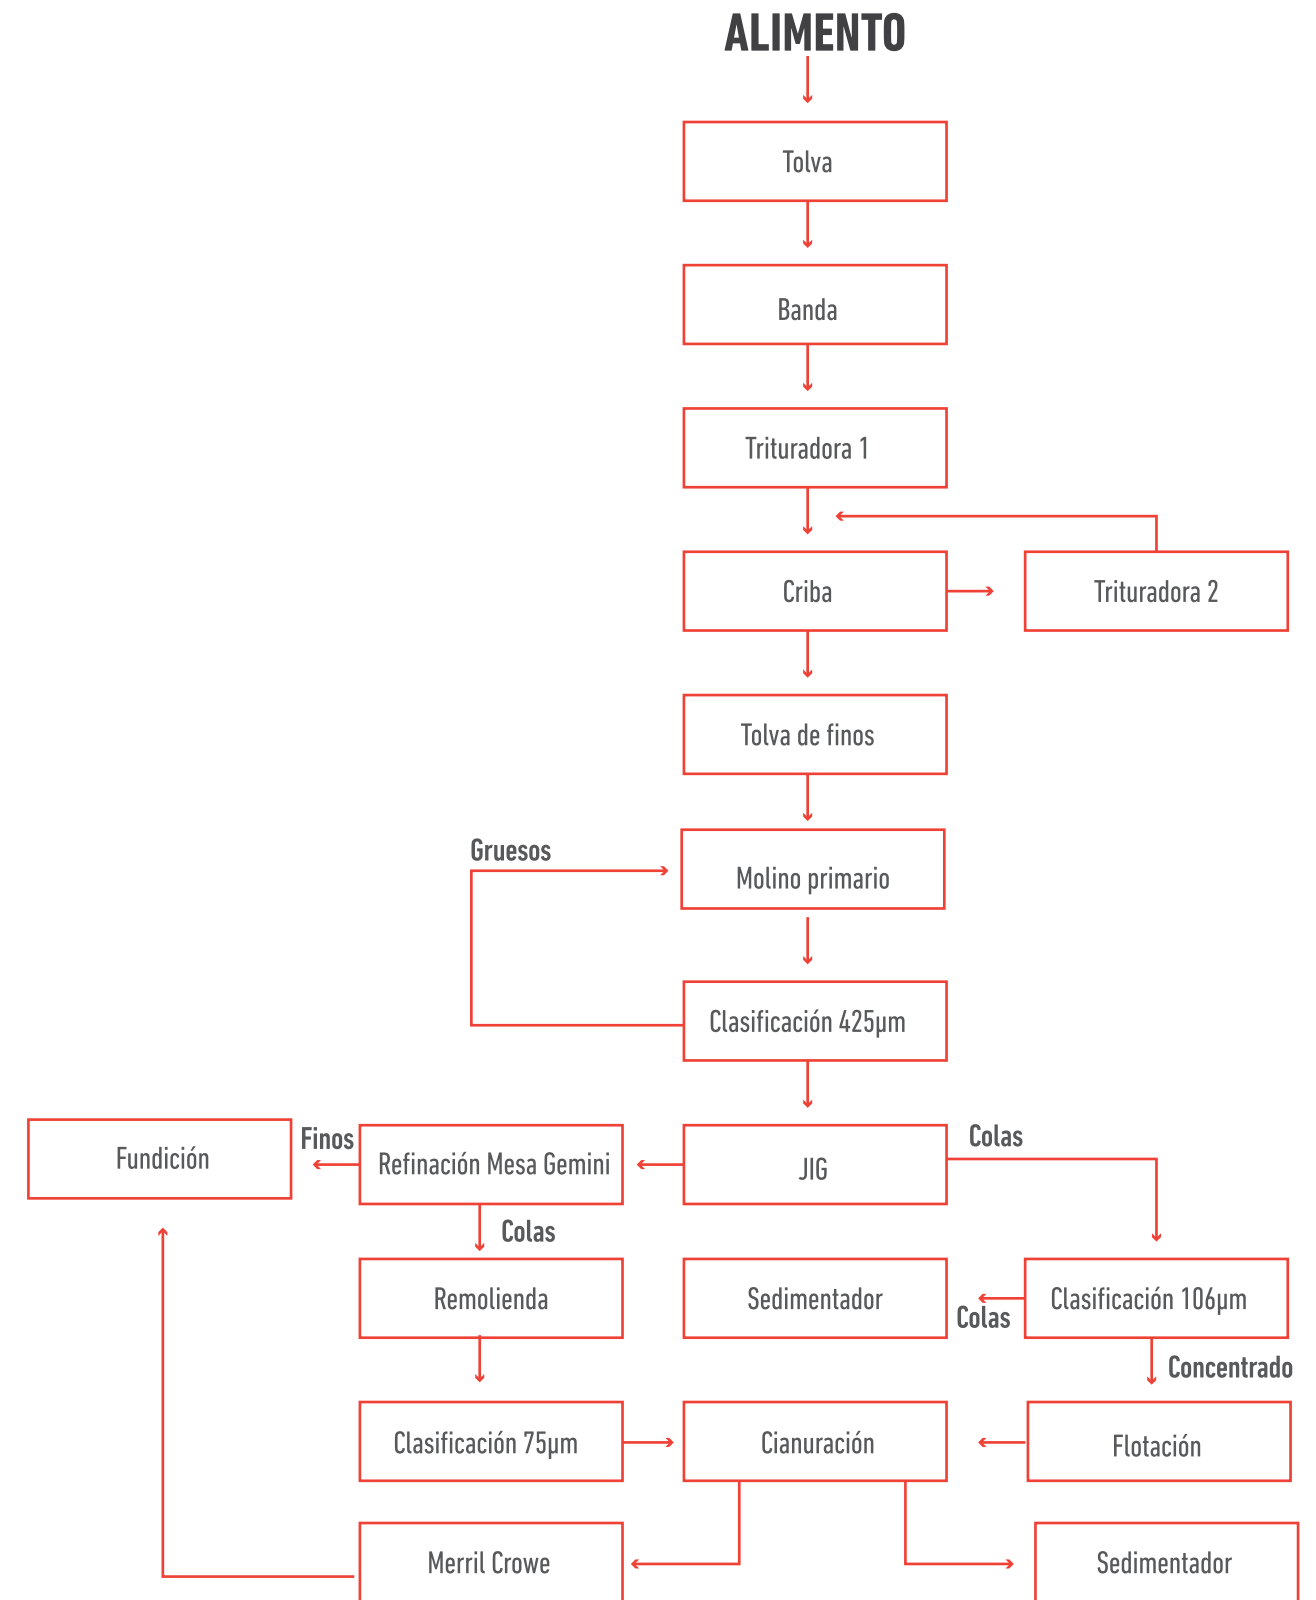 ALIMENTO
Tolva
Banda
Trituradora 1
Criba
Trituradora 2
Tolva de finos
Gruesos
Molino primario
Clasificación 425µm
Fundición
Finos
Refinación Mesa Gemini
JIG
Colas
Colas
Remolienda
Sedimentador
Colas
Clasificación 106µm
Concentrado
Clasificación 75µm
Cianuración
Flotación
Merril Crowe
Sedimentador